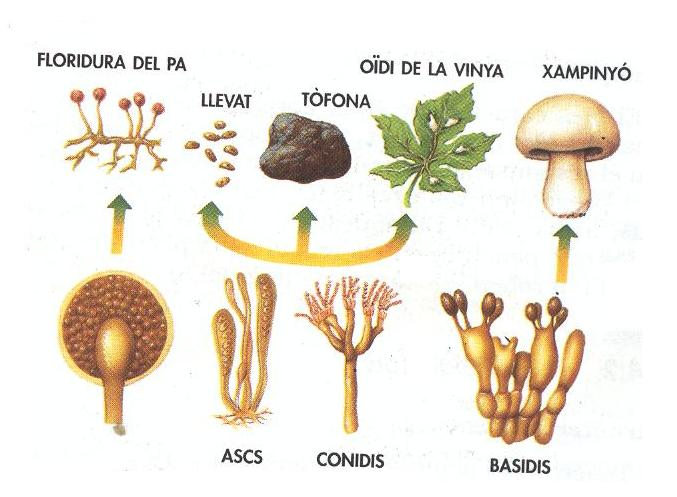 FLORIDURA DEL PA
LLEVAT
TÒFONA
OÏDI DE LA VINYA
XAMPINYÓ
ASCS
CONIDIS
BASIDIS